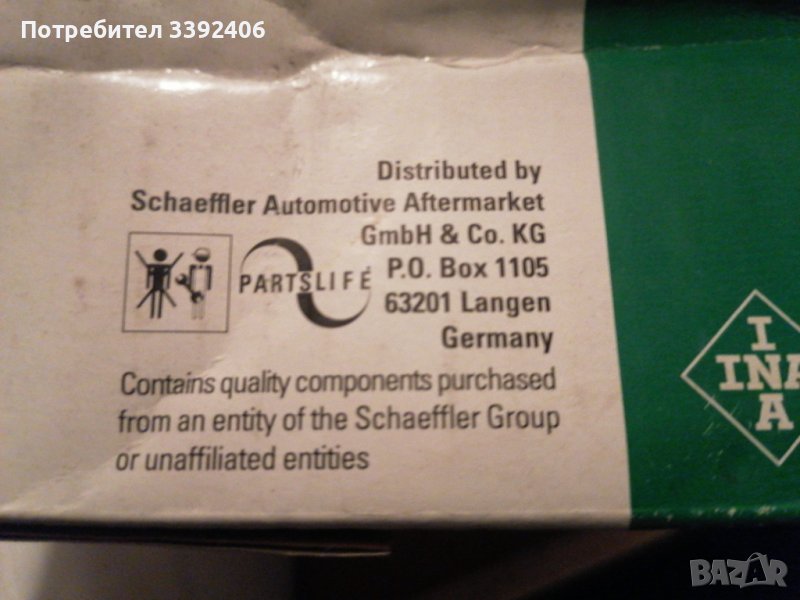 Потребител 3392406
Distributed by
Schaeffler Automotive Aftermarket
GmbH & Co. KG
PARTSLIFE
P.O. Box 1105
63201 Langen
Germany
Contains quality components purchased
from an entity of the Schaeffler Group
or unaffiliated entities
I
INA
A
BAZAR